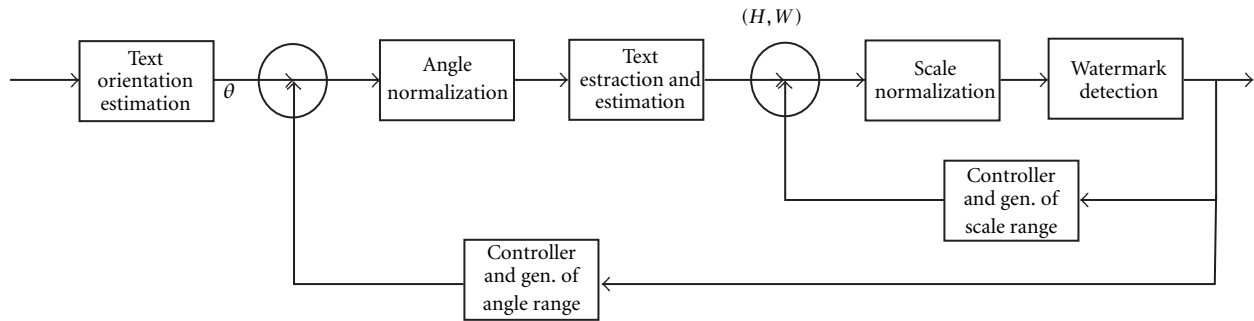 (H, W)
Text
orientation
estimation
θ
Angle
normalization
Text
estraction and
estimation
Scale
normalization
Watermark
detection
Controller
and gen. of
scale range
Controller
and gen. of
angle range